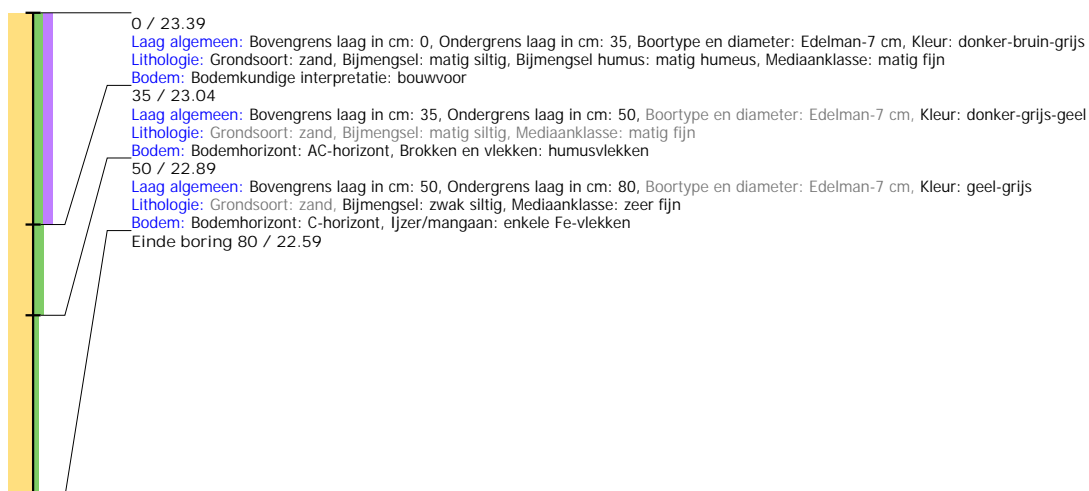 0 / 23.39
Laag algemeen: Bovengrens laag in cm: 0, Ondergrens laag in cm: 35, Boortype en diameter: Edelman-7 cm, Kleur: donker-bruin-grijs
Lithologie: Grondsoort: zand, Bijmengsel: matig siltig, Bijmengsel humus: matig humeus, Mediaanklasse: matig fijn
Bodem: Bodemkundige interpretatie: bouwvoor
35 / 23.04
Laag algemeen: Bovengrens laag in cm: 35, Ondergrens laag in cm: 50, Boortype en diameter: Edelman-7 cm, Kleur: donker-grijs-geel
Lithologie: Grondsoort: zand, Bijmengsel: matig siltig, Mediaanklasse: matig fijn
Bodem: Bodemhorizont: AC-horizont, Brokken en vlekken: humusvlekken
50 / 22.89
Laag algemeen: Bovengrens laag in cm: 50, Ondergrens laag in cm: 80, Boortype en diameter: Edelman-7 cm, Kleur: geel-grijs
Lithologie: Grondsoort: zand, Bijmengsel: zwak siltig, Mediaanklasse: zeer fijn
Bodem: Bodemhorizont: C-horizont, Ijzer/mangaan: enkele Fe-vlekken
Einde boring 80 / 22.59